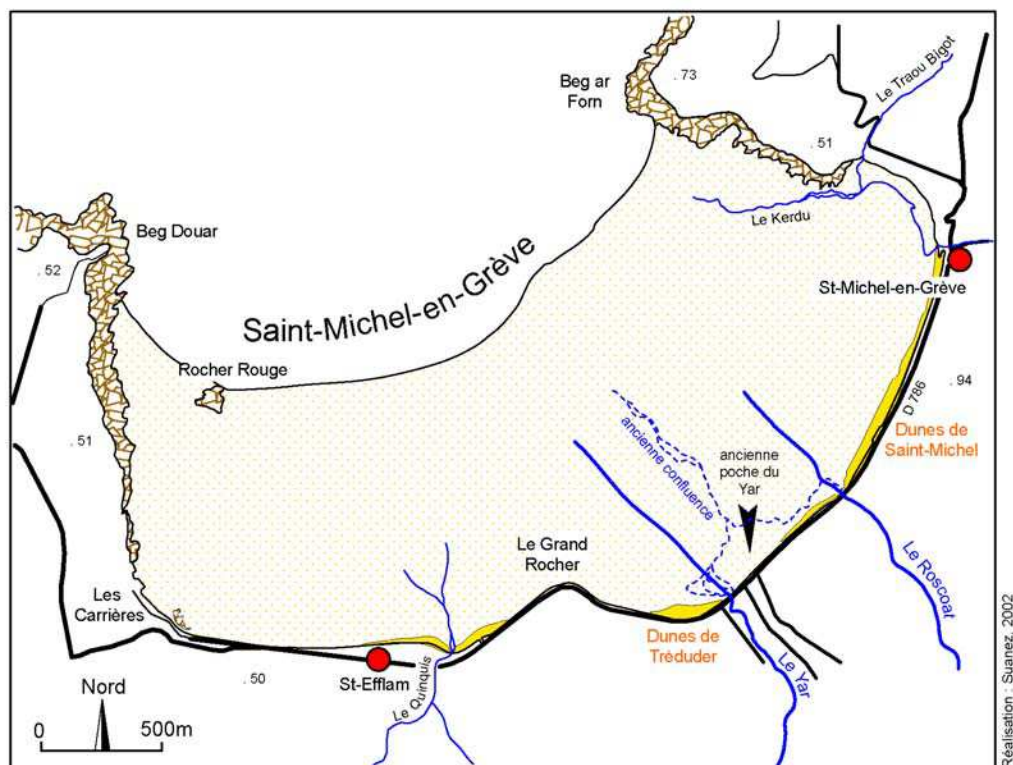 Beg ar
Forn
. 73
Le Traou Bigot
. 51
Le Kerdu
Beg Douar
. 52
St-Michel-en-Grève
Saint-Michel-en-Grève
Rocher Rouge
. 94
D 786
. 51
Dunes de
Saint-Michel
ancienne
poche du
Yar
ancienne confluence
Le Grand
Rocher
Le Roscoat
Les
Carrières
Dunes de
Tréduder
Le Yar
. 50
St-Efflam
Le Quinquis
Nord
0 500m
Réalisation : Suanez, 2002